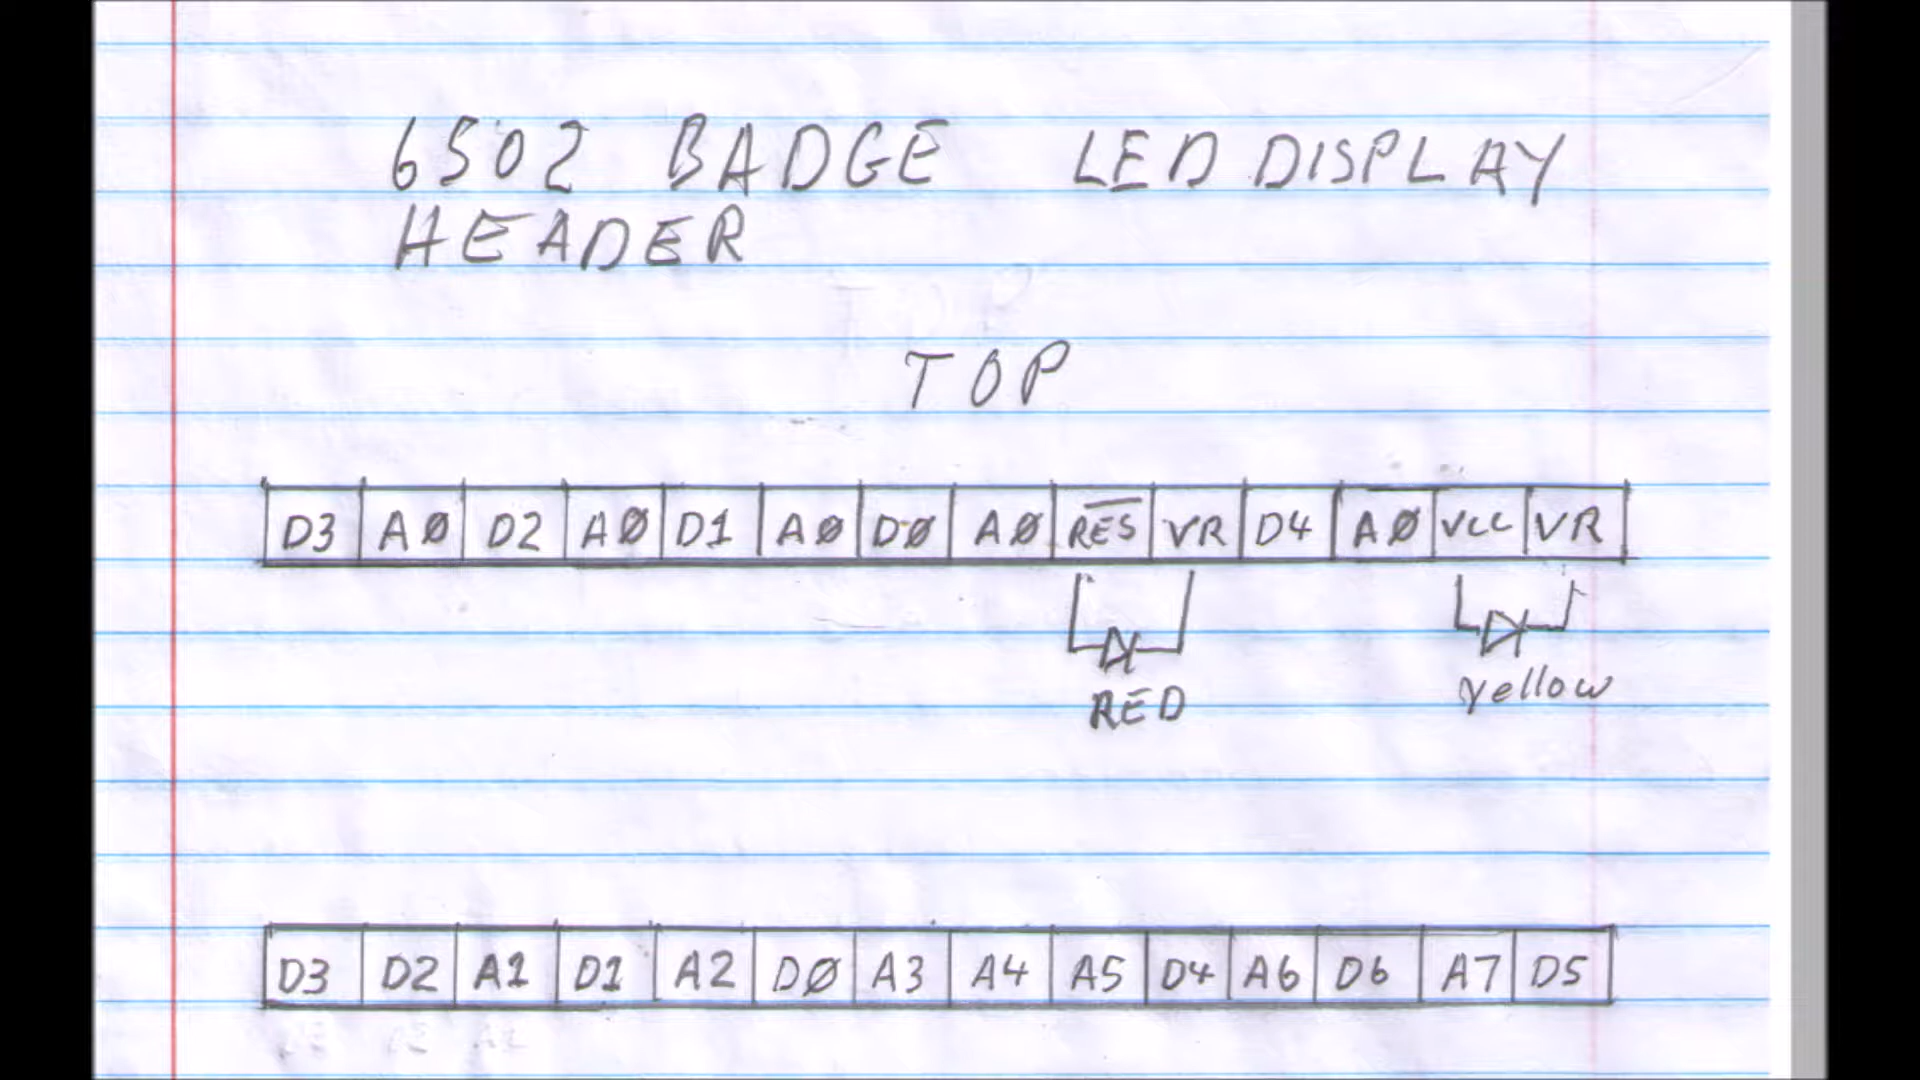 6502 BADGE LED DISPLAY
HEADER
TOP
D3 AØ D2 AØ D1 AØ DØ AØ R̅E̅S̅ VR D4 AØ VCC VR
RED yellow
D3 D2 A1 D1 A2 DØ A3 A4 A5 D4 A6 D6 A7 D5